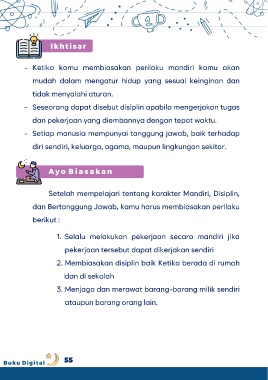 Ikhtisar
- Ketika kamu membiasakan perilaku mandiri kamu akan
mudah dalam mengatur hidup yang sesuai keinginan dan
tidak menyalahi aturan.
- Seseorang dapat disebut disiplin apabila mengerjakan tugas
dan pekerjaan yang diembannya dengan tepat waktu.
- Setiap manusia mempunyai tanggung jawab, baik terhadap
diri sendiri, keluarga, agama, maupun lingkungan sekitar.
Ayo Biasakan
Setelah mempelajari tentang karakter Mandiri, Disiplin,
dan Bertanggung Jawab, kamu harus membiasakan perilaku
berikut :
1. Selalu melakukan pekerjaan secara mandiri jika
pekerjaan tersebut dapat dikerjakan sendiri
2. Membiasakan disiplin baik Ketika berada di rumah
ldan di sekolah
3. Menjaga dan merawat barang-barang milik sendiri
ataupun barang orang lain.
Buku Digital 55